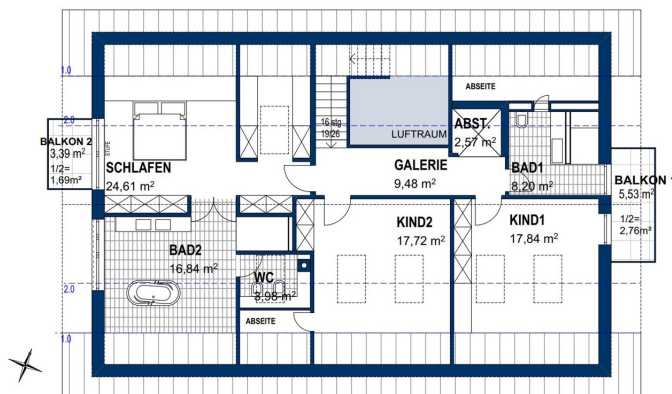 1.0
ABSEITE
2.0
BALKON 2
3,39 m²
1/2=
1,69m²
STUFE
SCHLAFEN
24,61 m²
16 stg
19/26
LUFTRAUM
ABST.
2,57 m²
GALERIE
9,48 m²
BAD1
8,20 m²
BALKON 1
5,53 m²
1/2=
2,76m²
KIND2
17,72 m²
KIND1
17,84 m²
BAD2
16,84 m²
WC
3,98 m²
2.0
ABSEITE
1.0